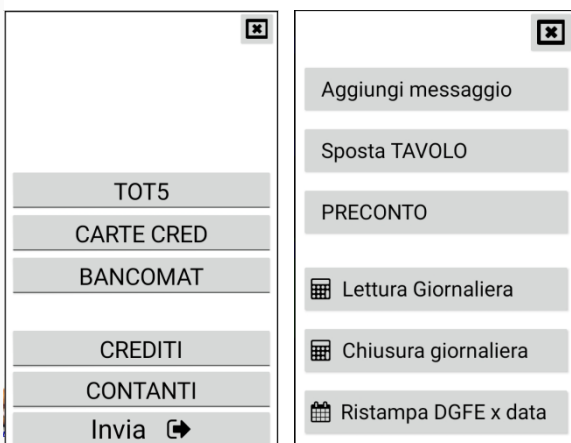 TOT5
CARTE CRED
BANCOMAT
CREDITI
CONTANTI
Invia
Aggiungi messaggio
Sposta TAVOLO
PRECONTO
Lettura Giornaliera
Chiusura giornaliera
Ristampa DGFE x data